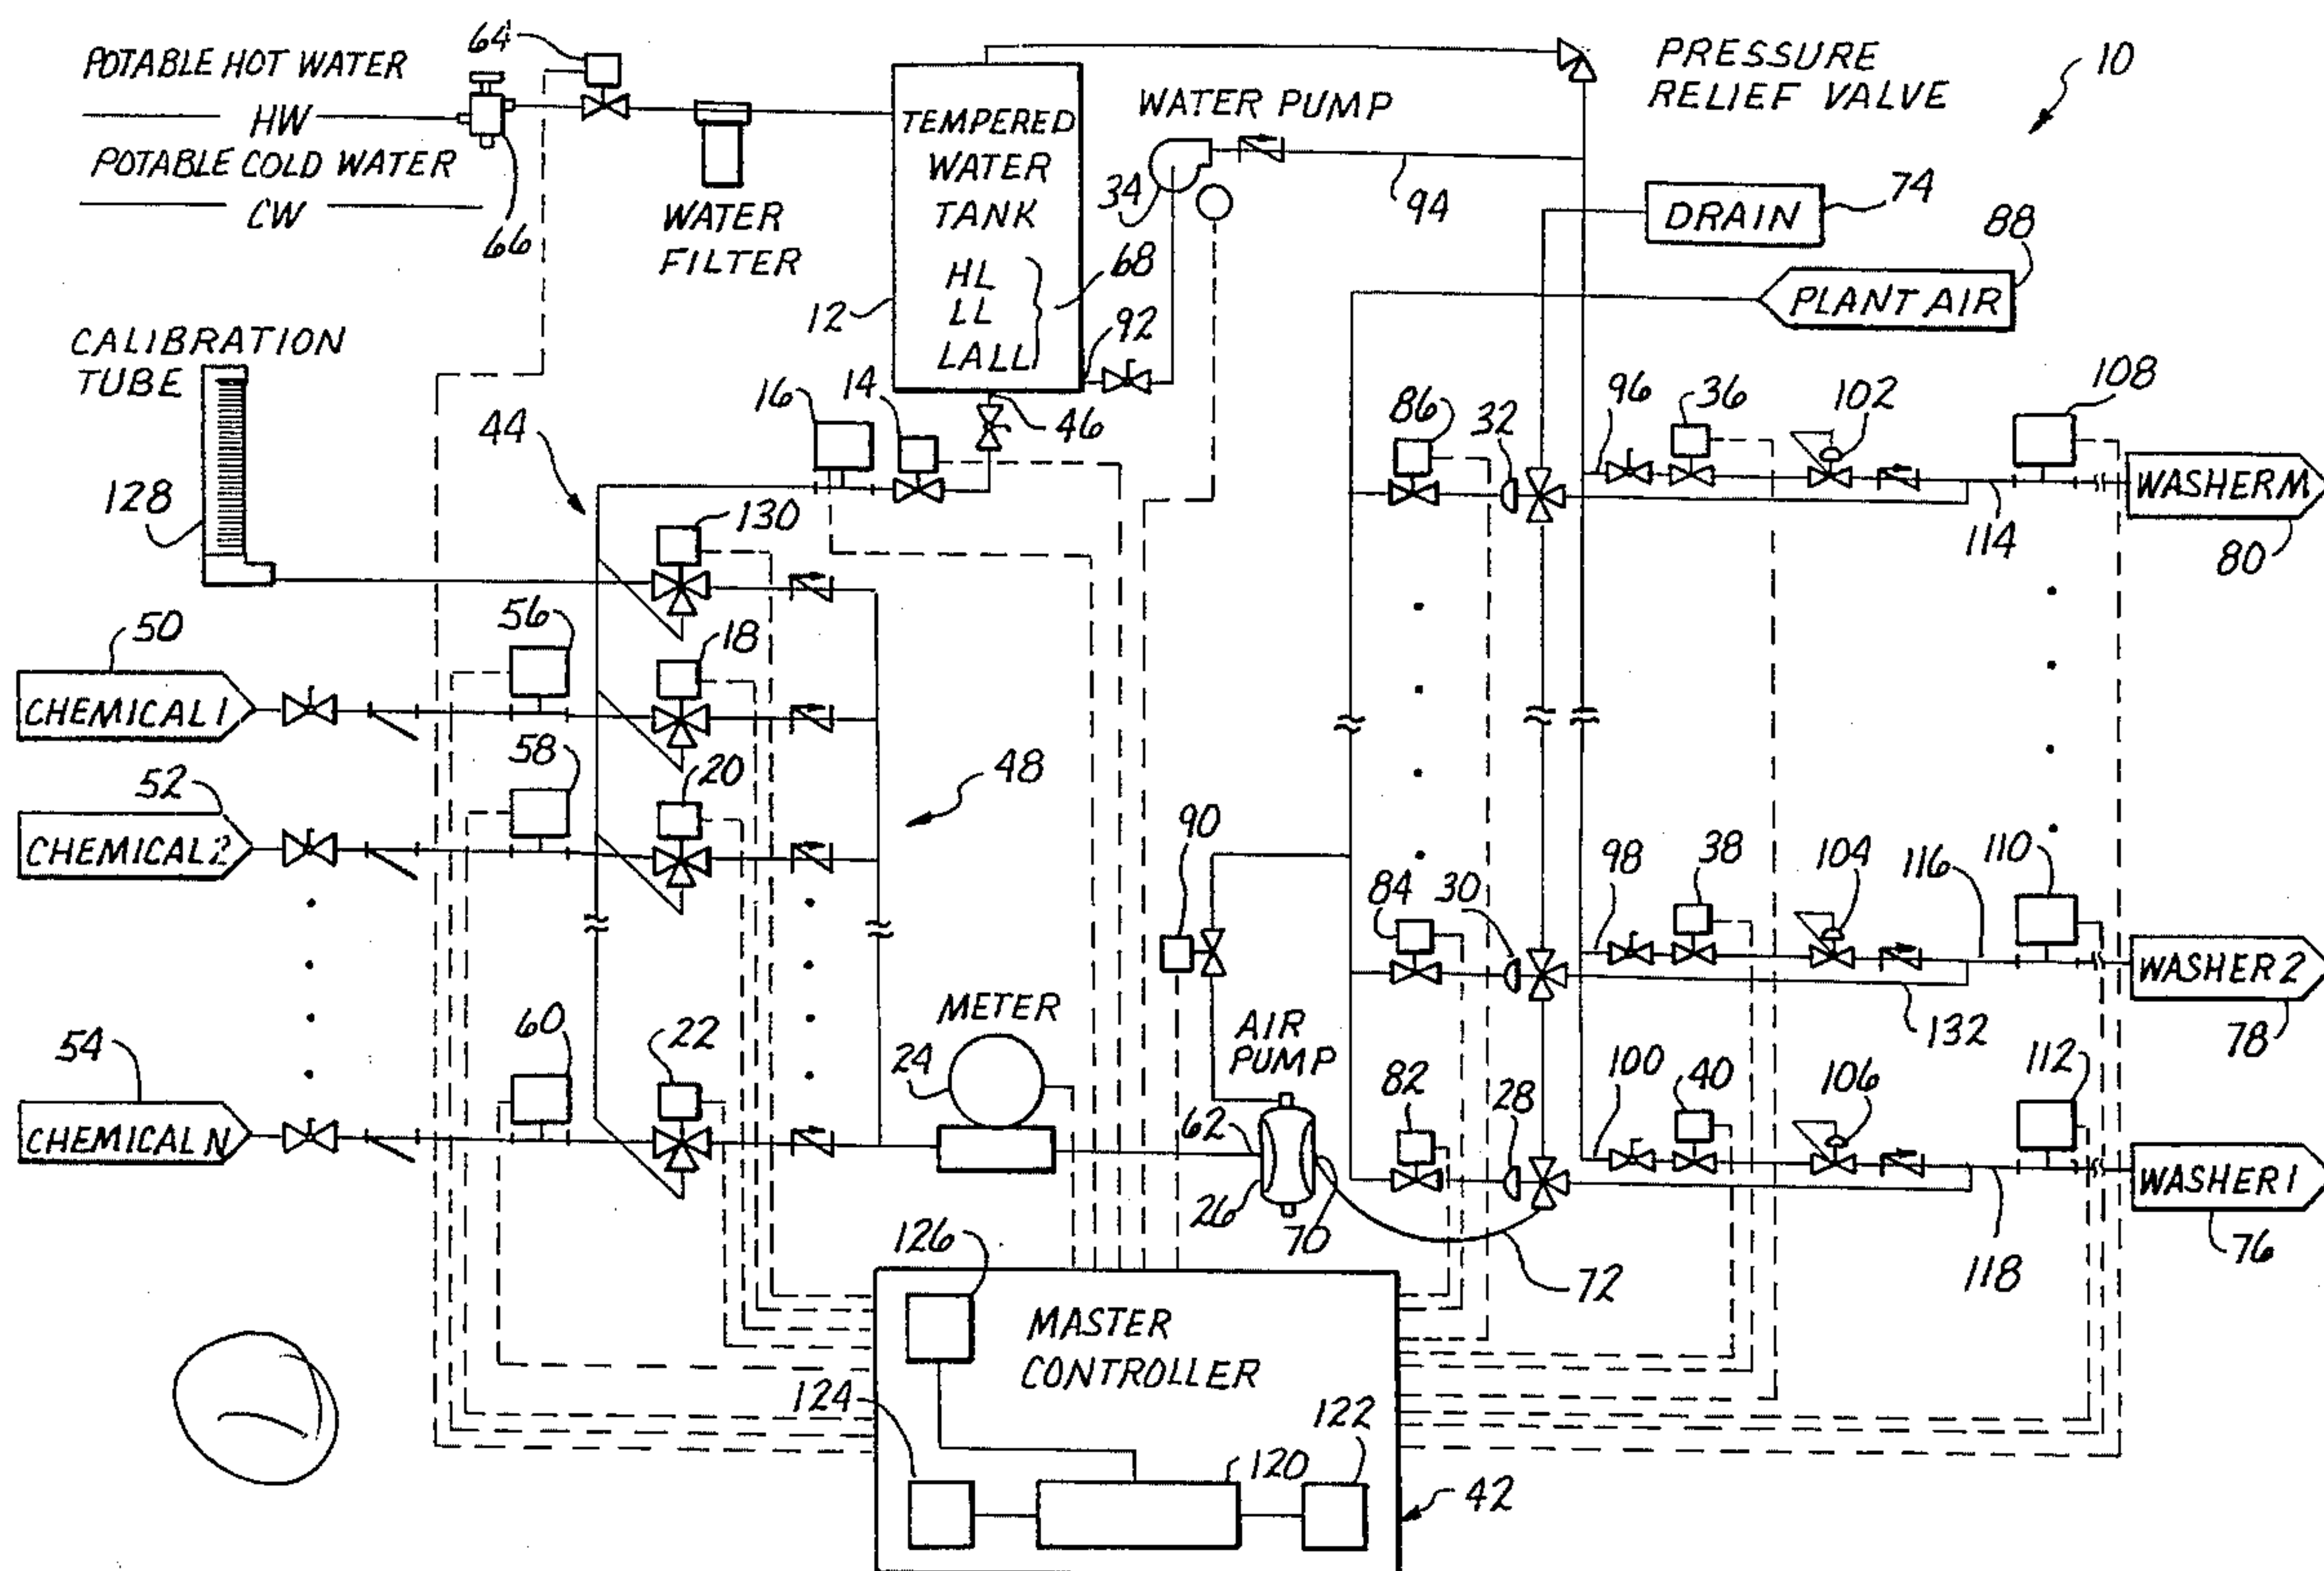 64
POTABLE HOT WATER
HW
POTABLE COLD WATER
CW
66
WATER
FILTER
TEMPERED
WATER
TANK
HL
LL
LALL
68
12
92
46
WATER PUMP
34
94
PRESSURE
RELIEF VALVE
10
DRAIN
74
88
PLANT AIR
CALIBRATION
TUBE
128
44
16
14
130
86
32
96
36
102
108
WASHER M
114
80
50
CHEMICAL 1
56
18
52
CHEMICAL 2
58
20
48
90
84
30
98
38
104
116
110
WASHER 2
132
78
54
CHEMICAL N
60
22
METER
24
62
AIR
PUMP
26
70
82
28
100
40
106
112
WASHER 1
118
76
72
126
MASTER
CONTROLLER
124
120
122
42